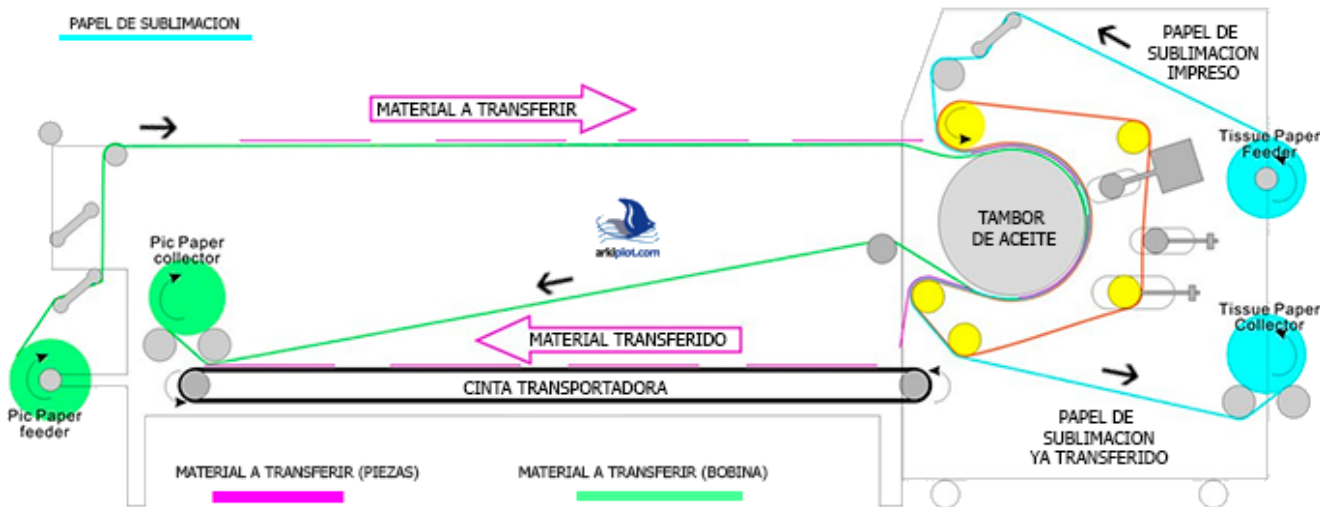 PAPEL DE SUBLIMACION
PAPEL DE
SUBLIMACION
IMPRESO
MATERIAL A TRANSFERIR
Tissue Paper
Feeder
TAMBOR
DE ACEITE
Pic Paper
collector
arkiplot.com
MATERIAL TRANSFERIDO
Tissue Paper
Collector
CINTA TRANSPORTADORA
Pic Paper
feeder
PAPEL DE
SUBLIMACION
YA TRANSFERIDO
MATERIAL A TRANSFERIR (PIEZAS)
MATERIAL A TRANSFERIR (BOBINA)